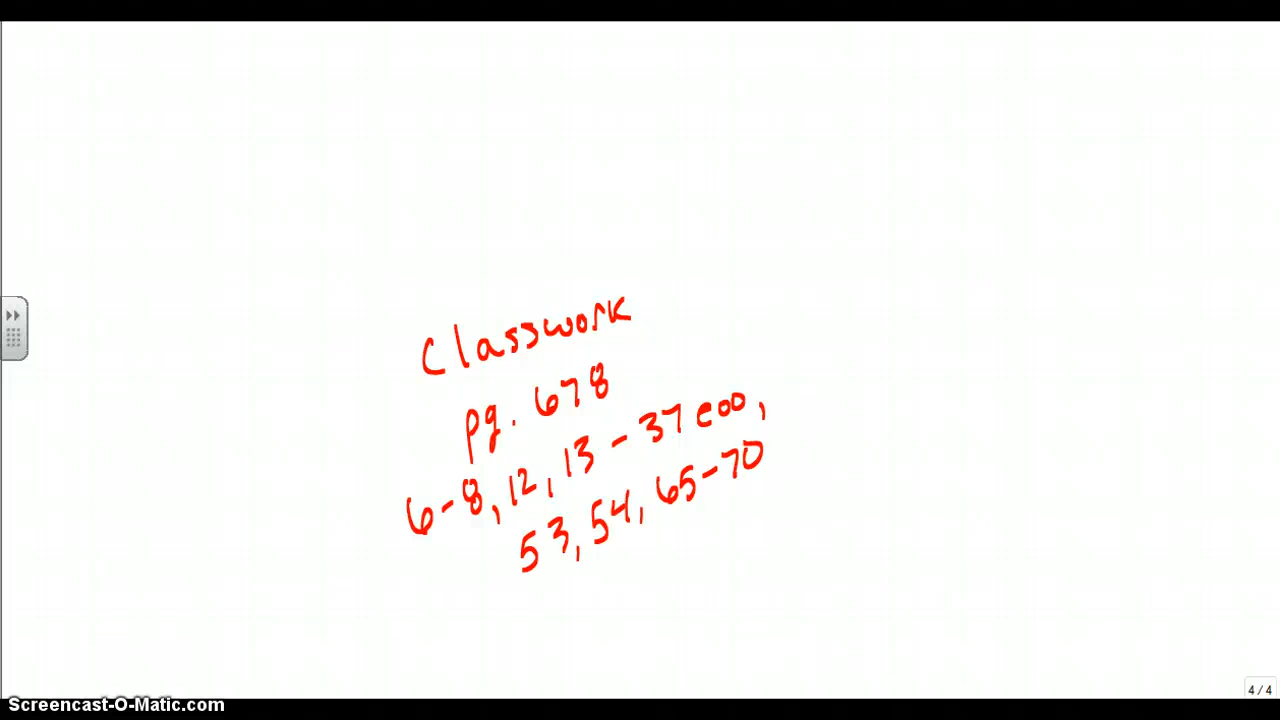 Classwork
pg. 678
6-8, 12, 13-37 eoo,
53, 54, 65-70
4/4
Screencast-O-Matic.com